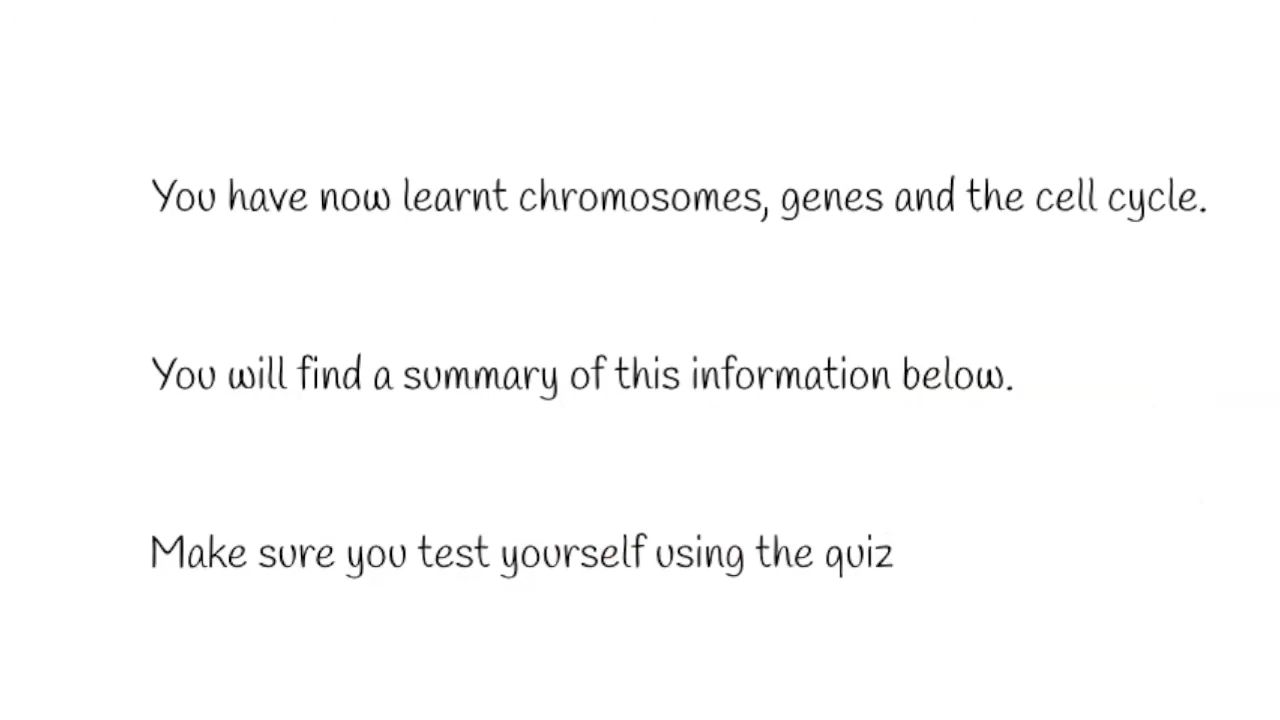 You have now learnt chromosomes, genes and the cell cycle.
You will find a summary of this information below.
Make sure you test yourself using the quiz